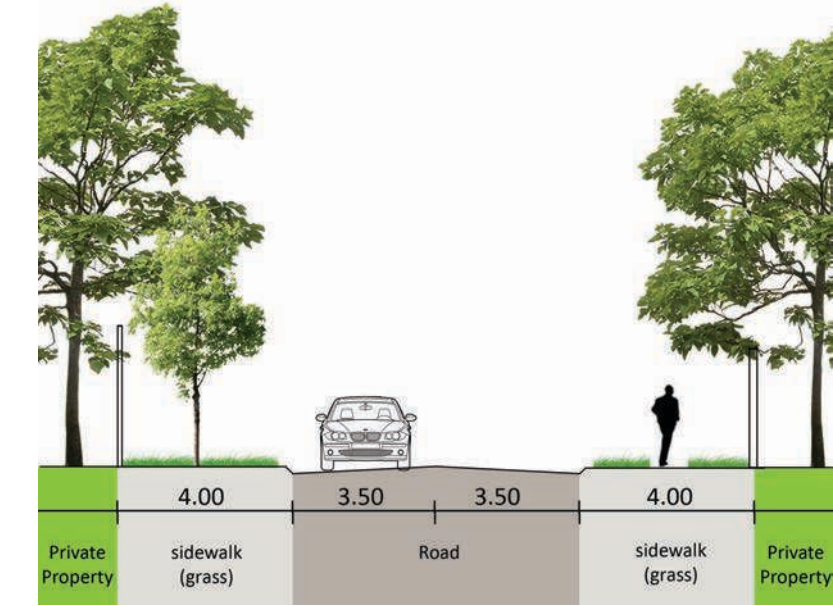 4.00 3.50 3.50 4.00
Private Property
sidewalk (grass)
Road
sidewalk (grass)
Private Property